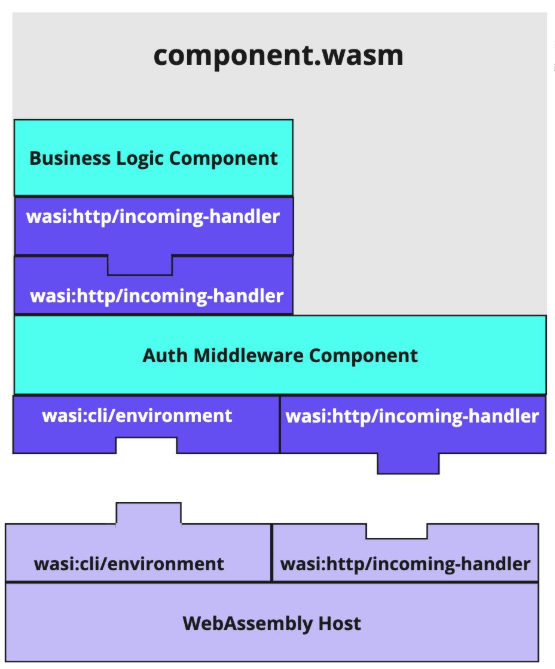 component.wasm
Business Logic Component
wasi:http/incoming-handler
wasi:http/incoming-handler
Auth Middleware Component
wasi:cli/environment
wasi:http/incoming-handler
wasi:cli/environment
wasi:http/incoming-handler
WebAssembly Host